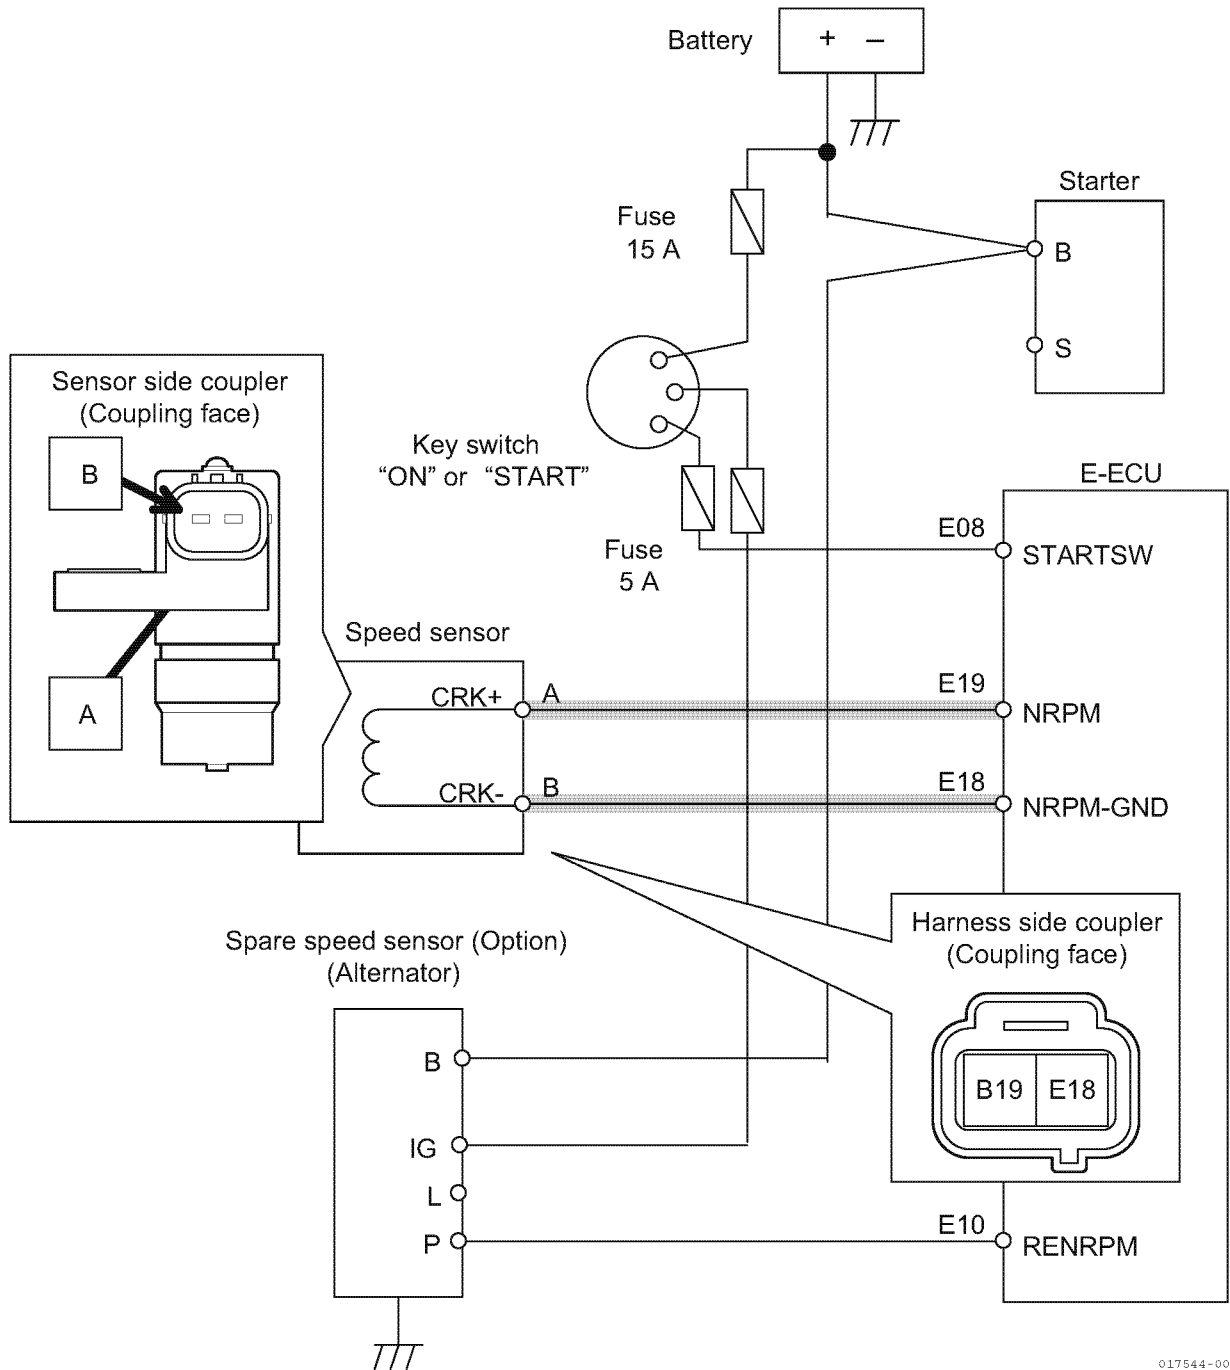 Battery
+ –
Starter
Fuse
15 A
B
S
Sensor side coupler
(Coupling face)
B
A
Key switch
“ON” or “START”
Fuse
5 A
E-ECU
E08
STARTSW
Speed sensor
CRK+
A
E19
NRPM
CRK-
B
E18
NRPM-GND
Harness side coupler
(Coupling face)
B19
E18
Spare speed sensor (Option)
(Alternator)
B
IG
L
P
E10
RENRPM
017544-00